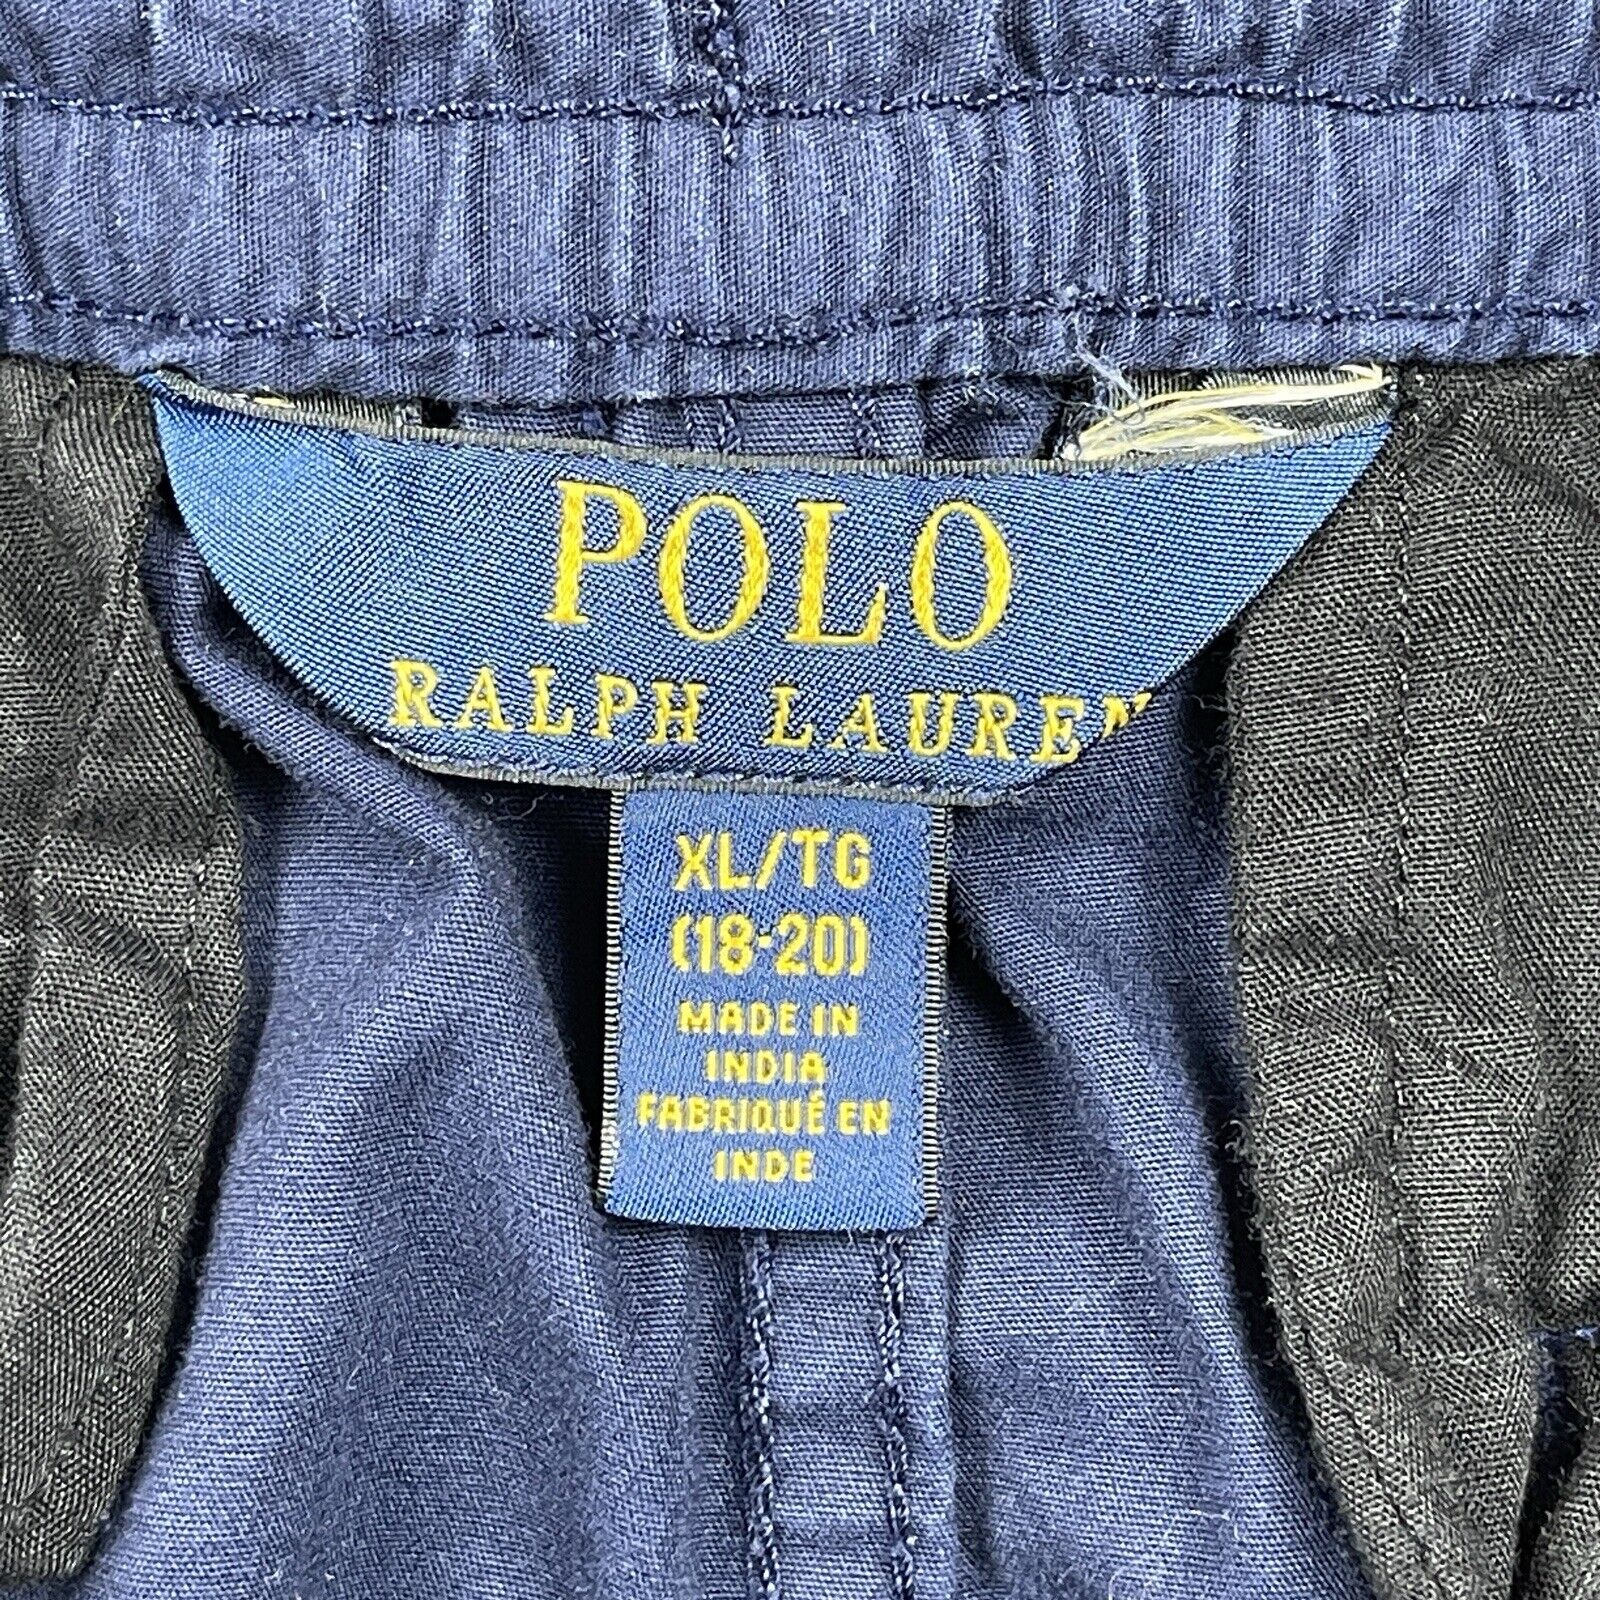 POLO
RALPH LAUREN
XL/TG
(18-20)
MADE IN
INDIA
FABRIQUÉ EN
INDE